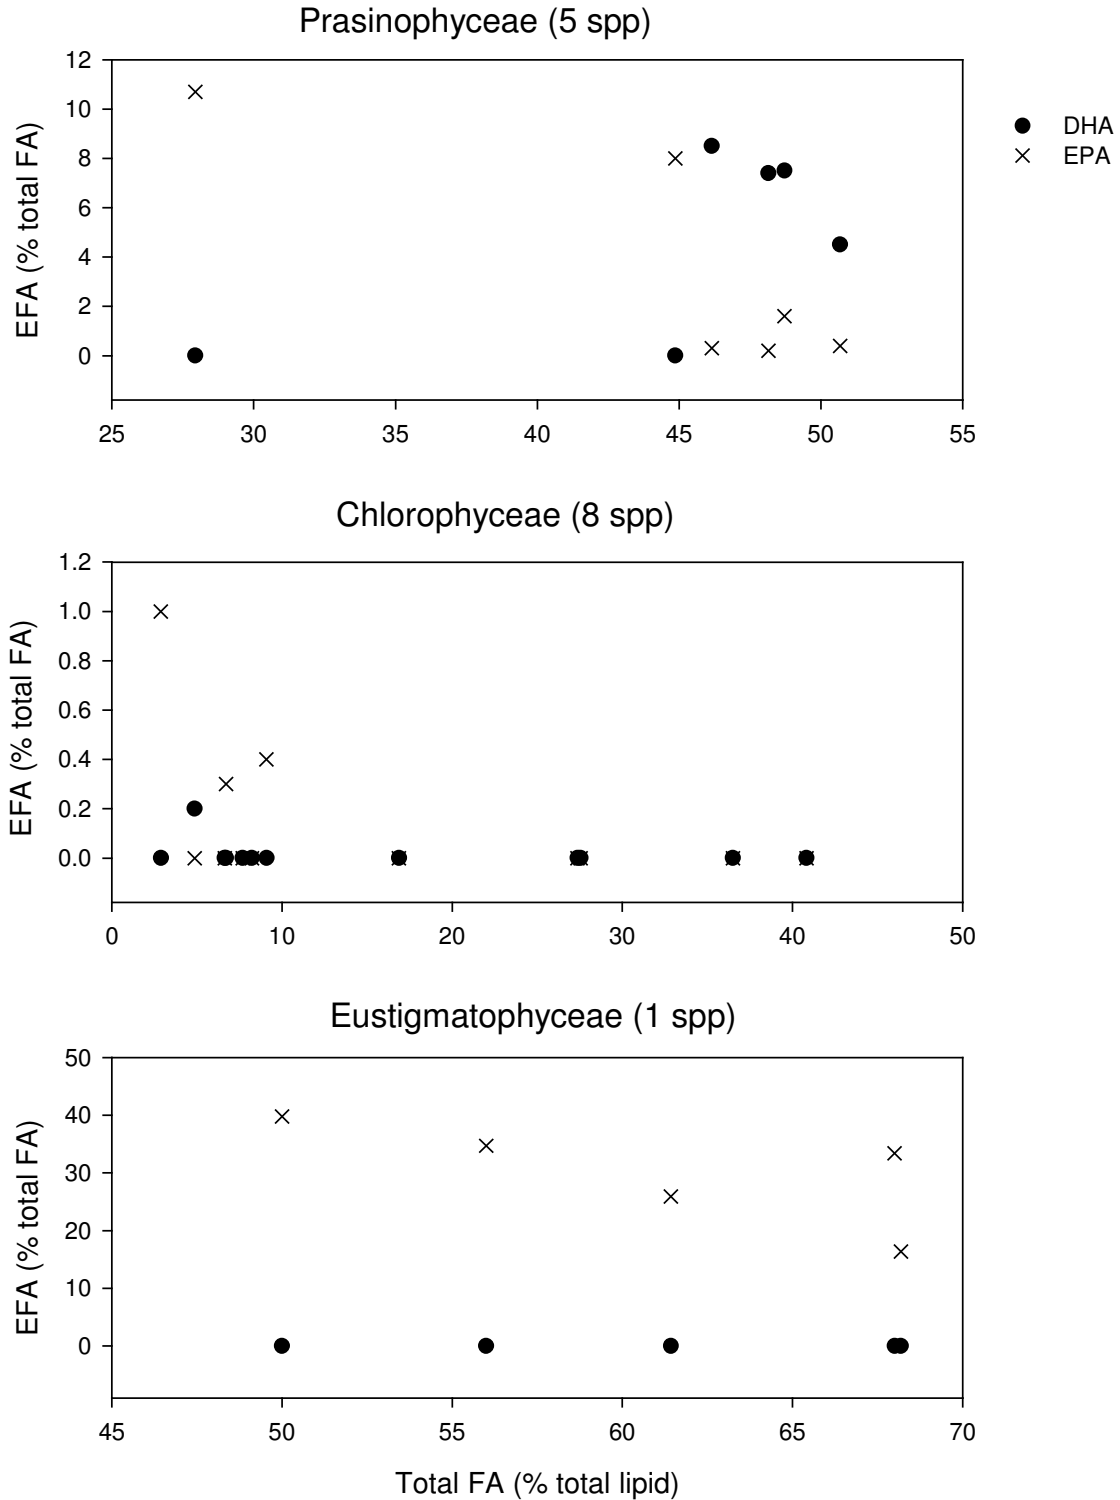 Prasinophyceae (5 spp)
EFA (% total FA)
12
10
8
6
4
2
0
25 30 35 40 45 50 55
DHA
EPA
Chlorophyceae (8 spp)
EFA (% total FA)
1.2
1.0
0.8
0.6
0.4
0.2
0.0
0 10 20 30 40 50
Eustigmatophyceae (1 spp)
EFA (% total FA)
50
40
30
20
10
0
45 50 55 60 65 70
Total FA (% total lipid)